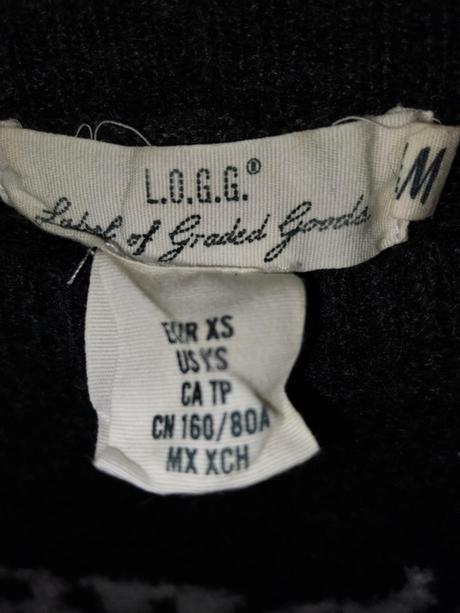 L.O.G.G.®
Label of Graded Goods
EUR XS
US XS
CA TP
CN 160/80A
MX XCH